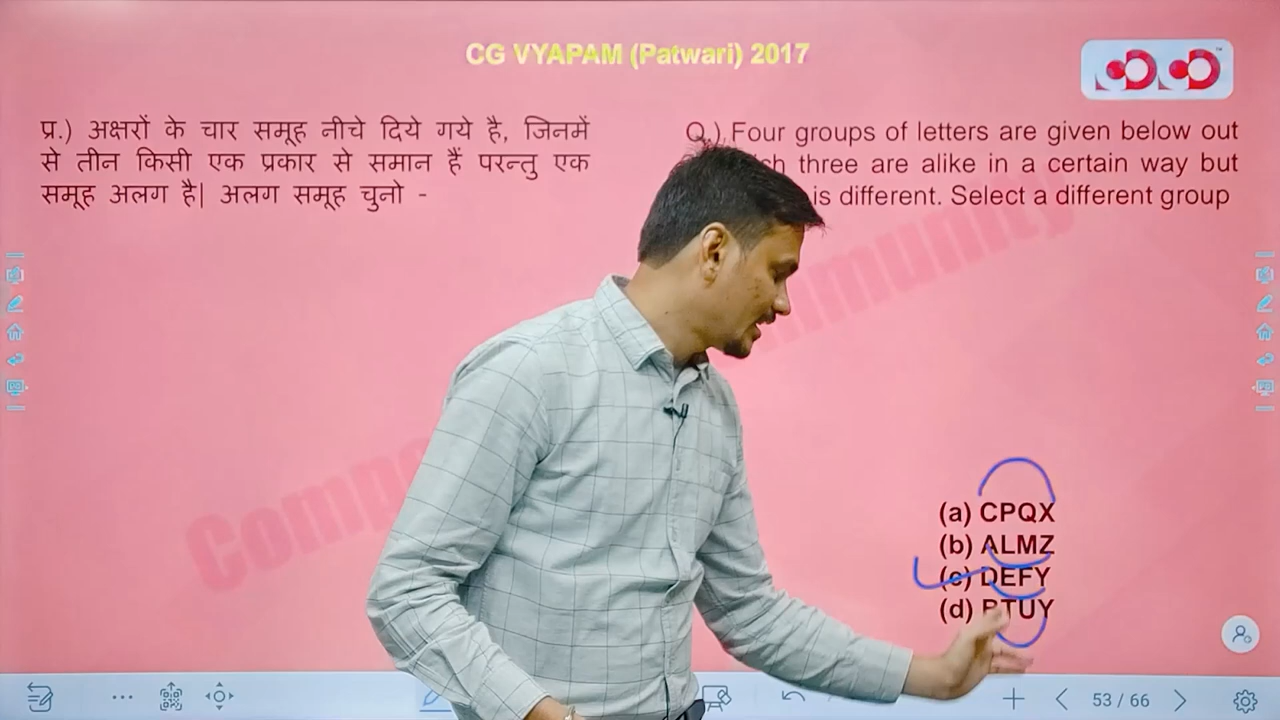 CG VYAPAM (Patwari) 2017
प्र.) अक्षरों के चार समूह नीचे दिये गये है, जिनमें
से तीन किसी एक प्रकार से समान हैं परन्तु एक
समूह अलग है| अलग समूह चुनो -
Q.) Four groups of letters are given below out
three are alike in a certain way but
is different. Select a different group
(a) CPQX
(b) ALMZ
(c) DEFY
(d) BTUY
53 / 66